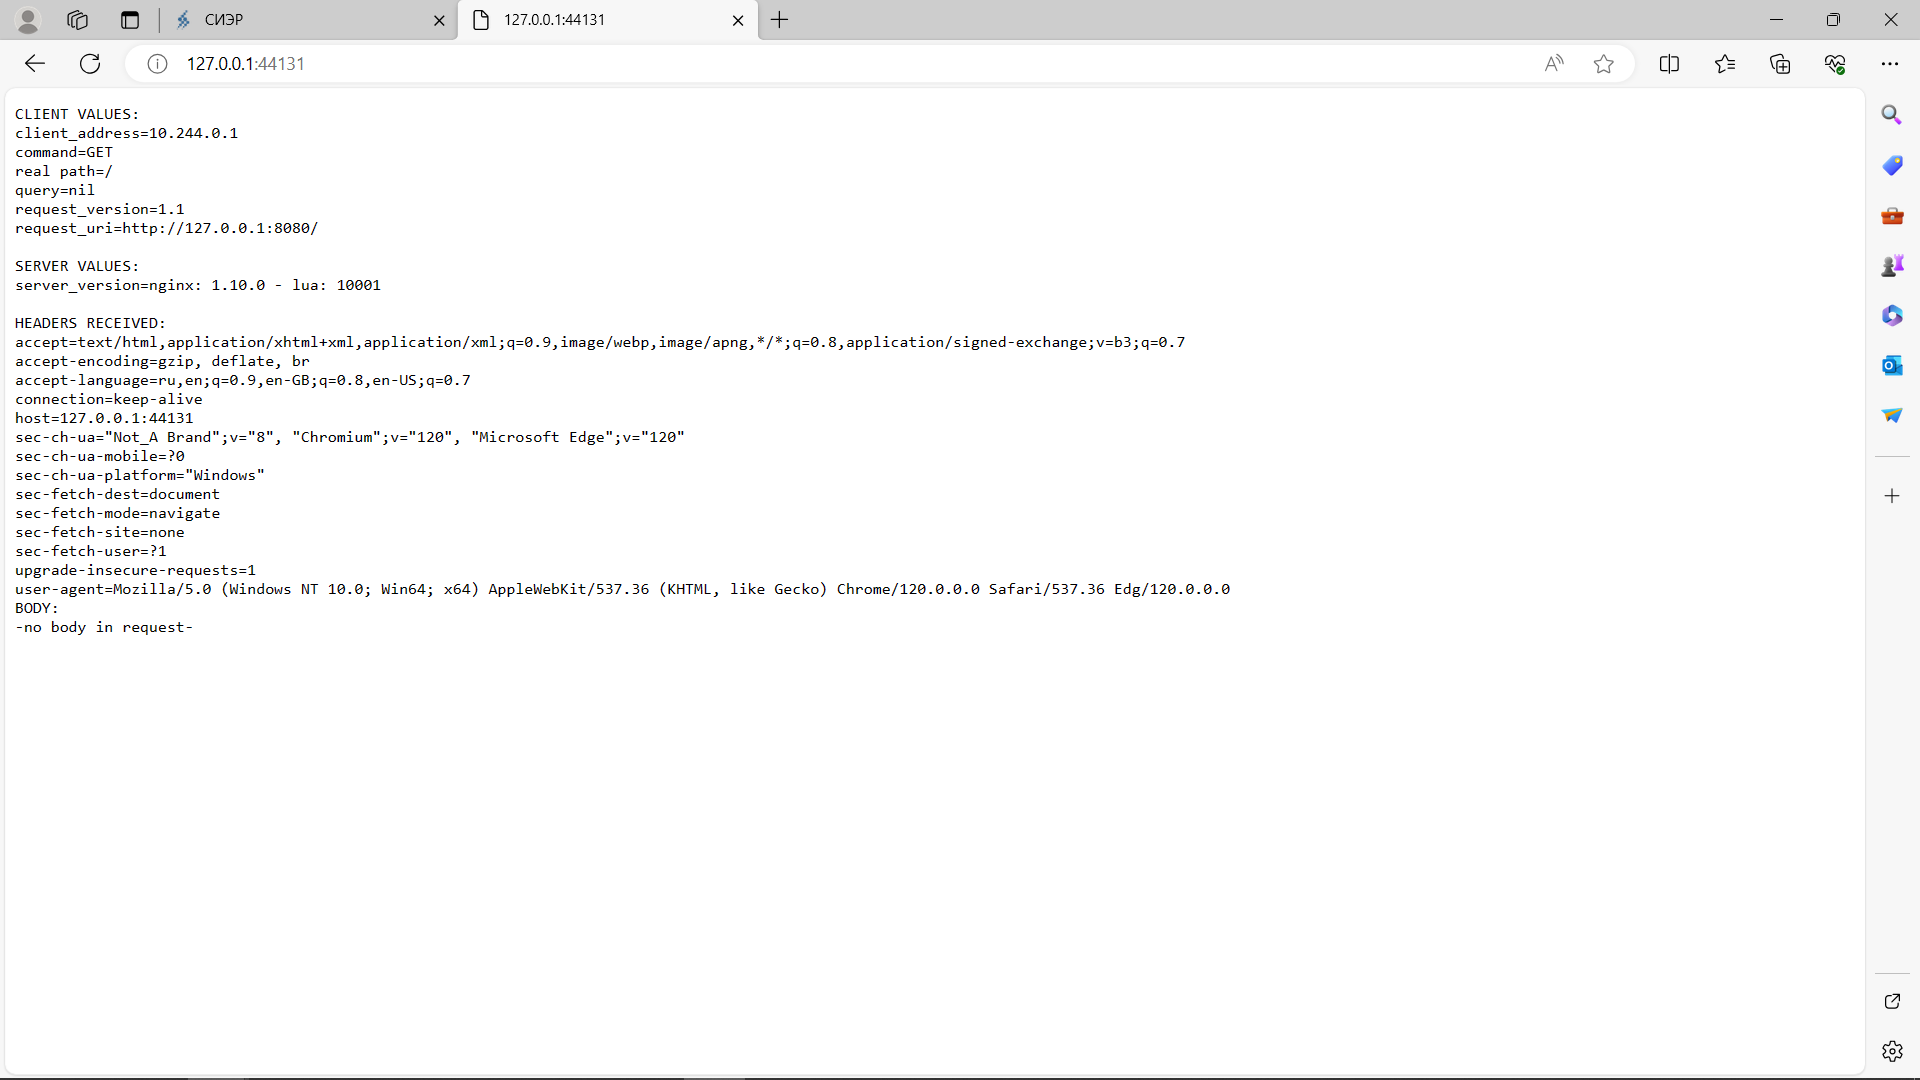 СИЭР
127.0.0.1:44131
127.0.0.1:44131
CLIENT VALUES:
client_address=10.244.0.1
command=GET
real path=/
query=nil
request_version=1.1
request_uri=http://127.0.0.1:8080/
SERVER VALUES:
server_version=nginx: 1.10.0 - lua: 10001
HEADERS RECEIVED:
accept=text/html,application/xhtml+xml,application/xml;q=0.9,image/webp,image/apng,*/*;q=0.8,application/signed-exchange;v=b3;q=0.7
accept-encoding=gzip, deflate, br
accept-language=ru,en;q=0.9,en-GB;q=0.8,en-US;q=0.7
connection=keep-alive
host=127.0.0.1:44131
sec-ch-ua="Not_A Brand";v="8", "Chromium";v="120", "Microsoft Edge";v="120"
sec-ch-ua-mobile=?0
sec-ch-ua-platform="Windows"
sec-fetch-dest=document
sec-fetch-mode=navigate
sec-fetch-site=none
sec-fetch-user=?1
upgrade-insecure-requests=1
user-agent=Mozilla/5.0 (Windows NT 10.0; Win64; x64) AppleWebKit/537.36 (KHTML, like Gecko) Chrome/120.0.0.0 Safari/537.36 Edg/120.0.0.0
BODY:
-no body in request-